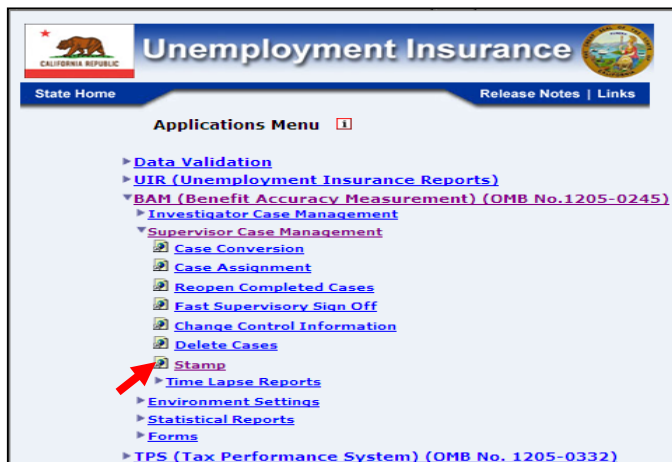 CALIFORNIA REPUBLIC
Unemployment Insurance
State Home
Release Notes | Links
Applications Menu
Data Validation
UIR (Unemployment Insurance Reports)
BAM (Benefit Accuracy Measurement) (OMB No.1205-0245)
Investigator Case Management
Supervisor Case Management
Case Conversion
Case Assignment
Reopen Completed Cases
Fast Supervisory Sign Off
Change Control Information
Delete Cases
Stamp
Time Lapse Reports
Environment Settings
Statistical Reports
Forms
TPS (Tax Performance System) (OMB No. 1205-0332)